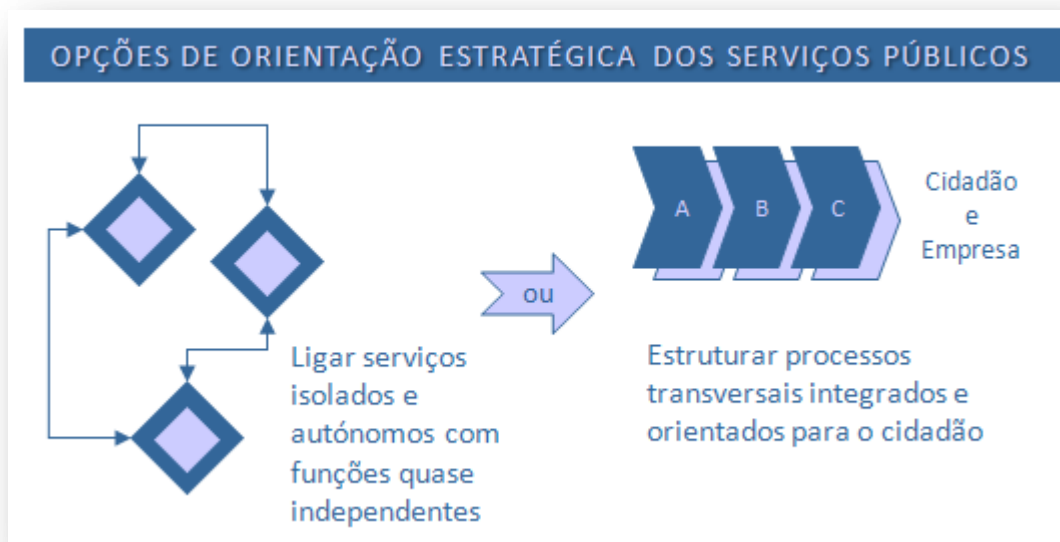 OPÇÕES DE ORIENTAÇÃO ESTRATÉGICA DOS SERVIÇOS PÚBLICOS
Ligar serviços
isolados e
autónomos com
funções quase
independentes
ou
A B C
Cidadão
e
Empresa
Estruturar processos
transversais integrados e
orientados para o cidadão